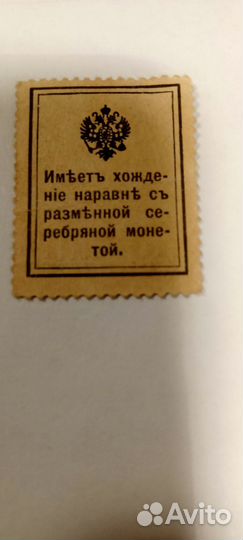 Имѣетъ хожде-
ніе наравнѣ съ
размѣнной се-
ребряной моне-
той.
Avito